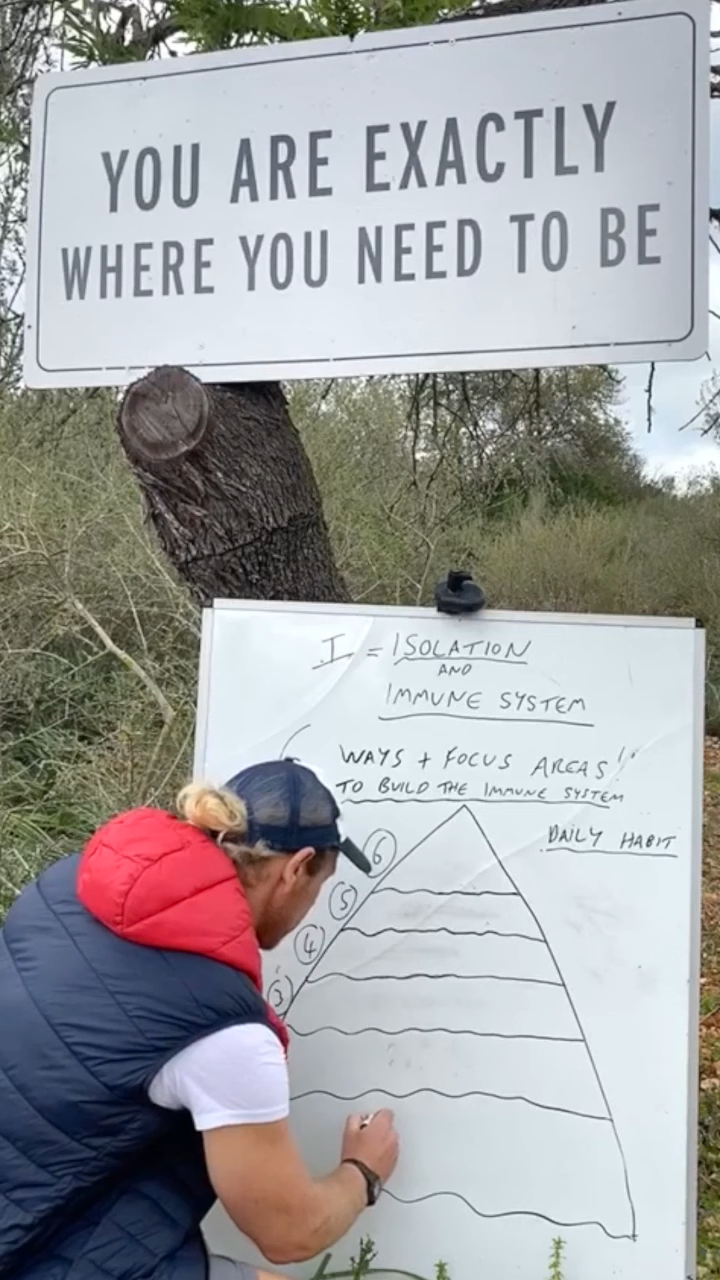 YOU ARE EXACTLY
WHERE YOU NEED TO BE
I = ISOLATION
AND
IMMUNE SYSTEM
WAYS + FOCUS AREAS!!
TO BUILD THE IMMUNE SYSTEM
DAILY HABIT
6
5
4
3